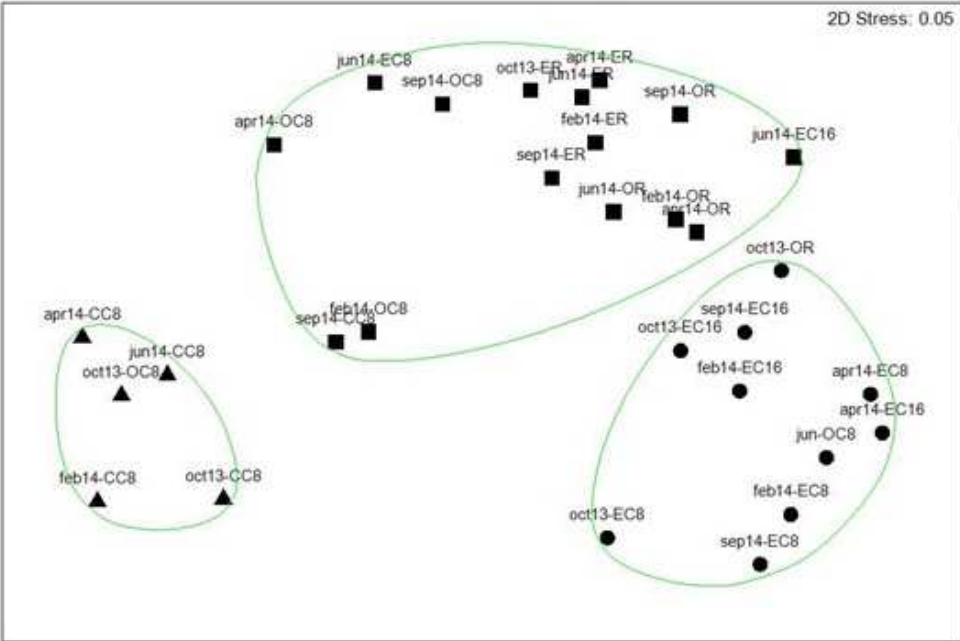 2D Stress: 0.05
apr14-ER
jun14-EC8
oct13-ER
jun14-ER
sep14-OC8
sep14-OR
apr14-OC8
feb14-ER
jun14-EC16
sep14-ER
jun14-OR
feb14-OR
apr14-OR
oct13-OR
feb14-OC8
sep14-CC8
sep14-EC16
apr14-CC8
oct13-EC16
jun14-CC8
feb14-EC16
oct13-OC8
apr14-EC8
apr14-EC16
jun-OC8
feb14-CC8
oct13-CC8
feb14-EC8
oct13-EC8
sep14-EC8